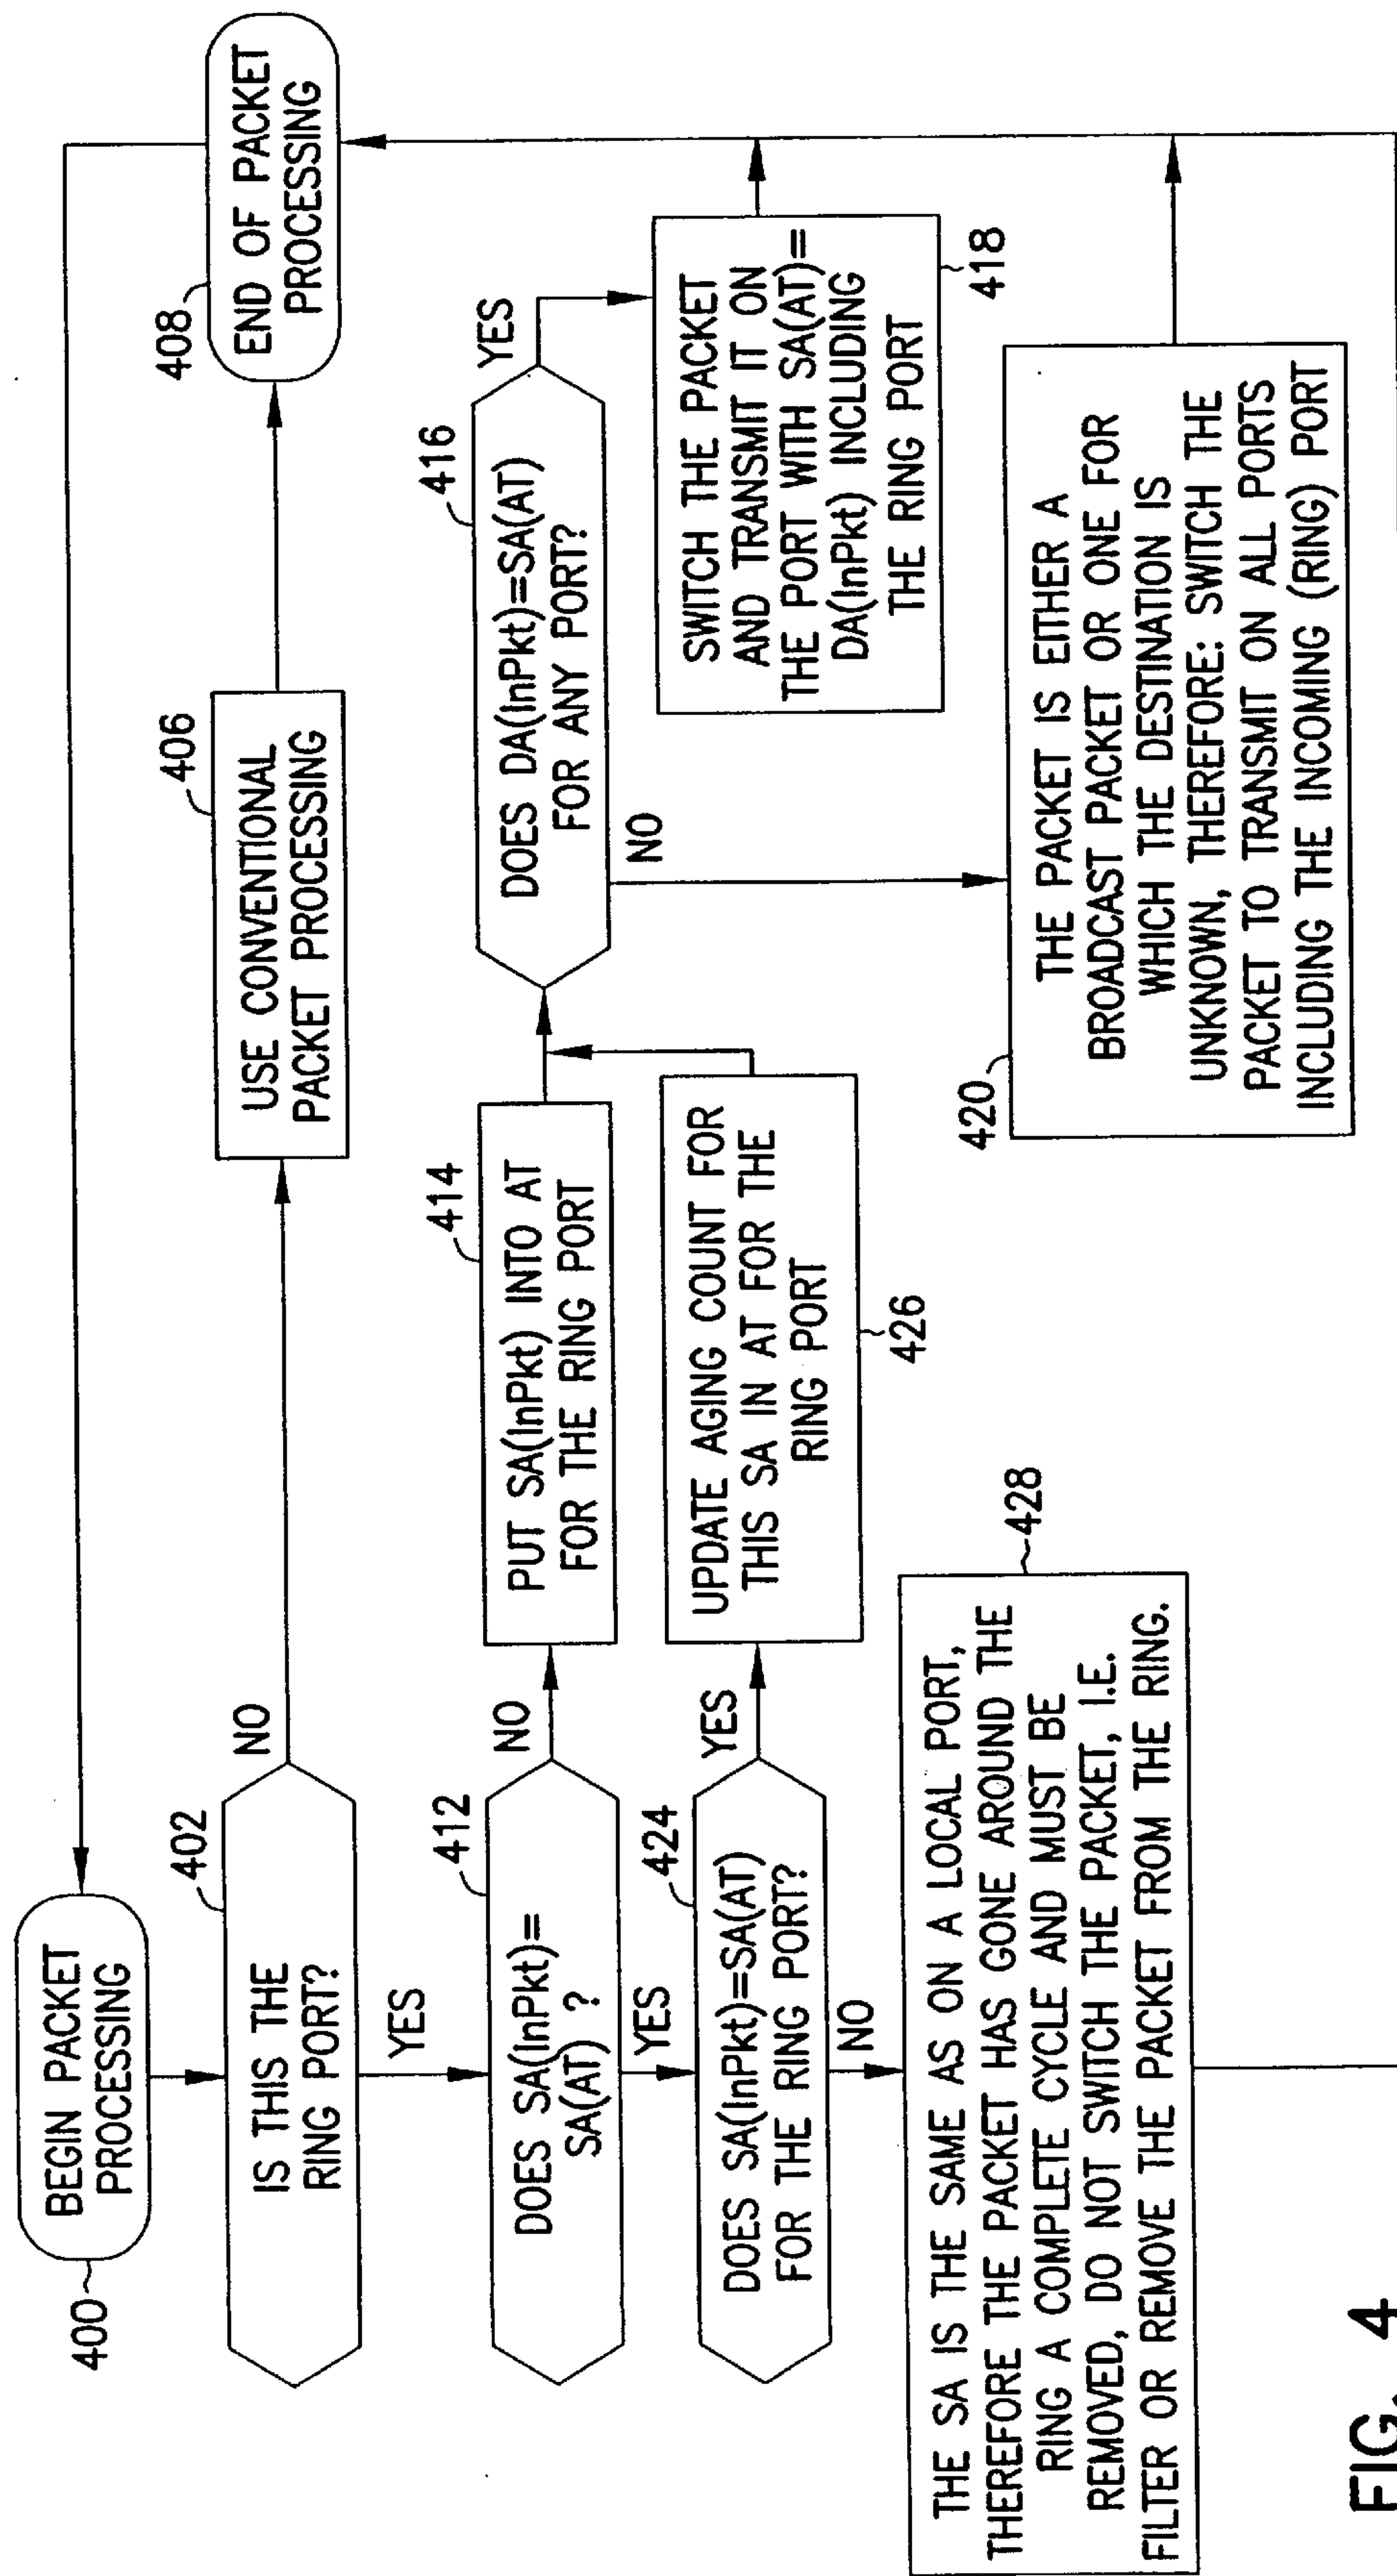 400
BEGIN PACKET
PROCESSING
402
IS THIS THE
RING PORT?
NO
YES
406
USE CONVENTIONAL
PACKET PROCESSING
408
END OF PACKET
PROCESSING
412
DOES SA(InPkt)=
SA(AT) ?
NO
YES
414
PUT SA(InPkt) INTO AT
FOR THE RING PORT
416
DOES DA(InPkt)=SA(AT)
FOR ANY PORT?
YES
NO
SWITCH THE PACKET
AND TRANSMIT IT ON
THE PORT WITH SA(AT)=
DA(InPkt) INCLUDING
THE RING PORT
418
424
DOES SA(InPkt)=SA(AT)
FOR THE RING PORT?
YES
NO
UPDATE AGING COUNT FOR
THIS SA IN AT FOR THE
RING PORT
426
420
THE PACKET IS EITHER A
BROADCAST PACKET OR ONE FOR
WHICH THE DESTINATION IS
UNKNOWN, THEREFORE: SWITCH THE
PACKET TO TRANSMIT ON ALL PORTS
INCLUDING THE INCOMING (RING) PORT
428
THE SA IS THE SAME AS ON A LOCAL PORT,
THEREFORE THE PACKET HAS GONE AROUND THE
RING A COMPLETE CYCLE AND MUST BE
REMOVED, DO NOT SWITCH THE PACKET, I.E.
FILTER OR REMOVE THE PACKET FROM THE RING.
FIG. 4